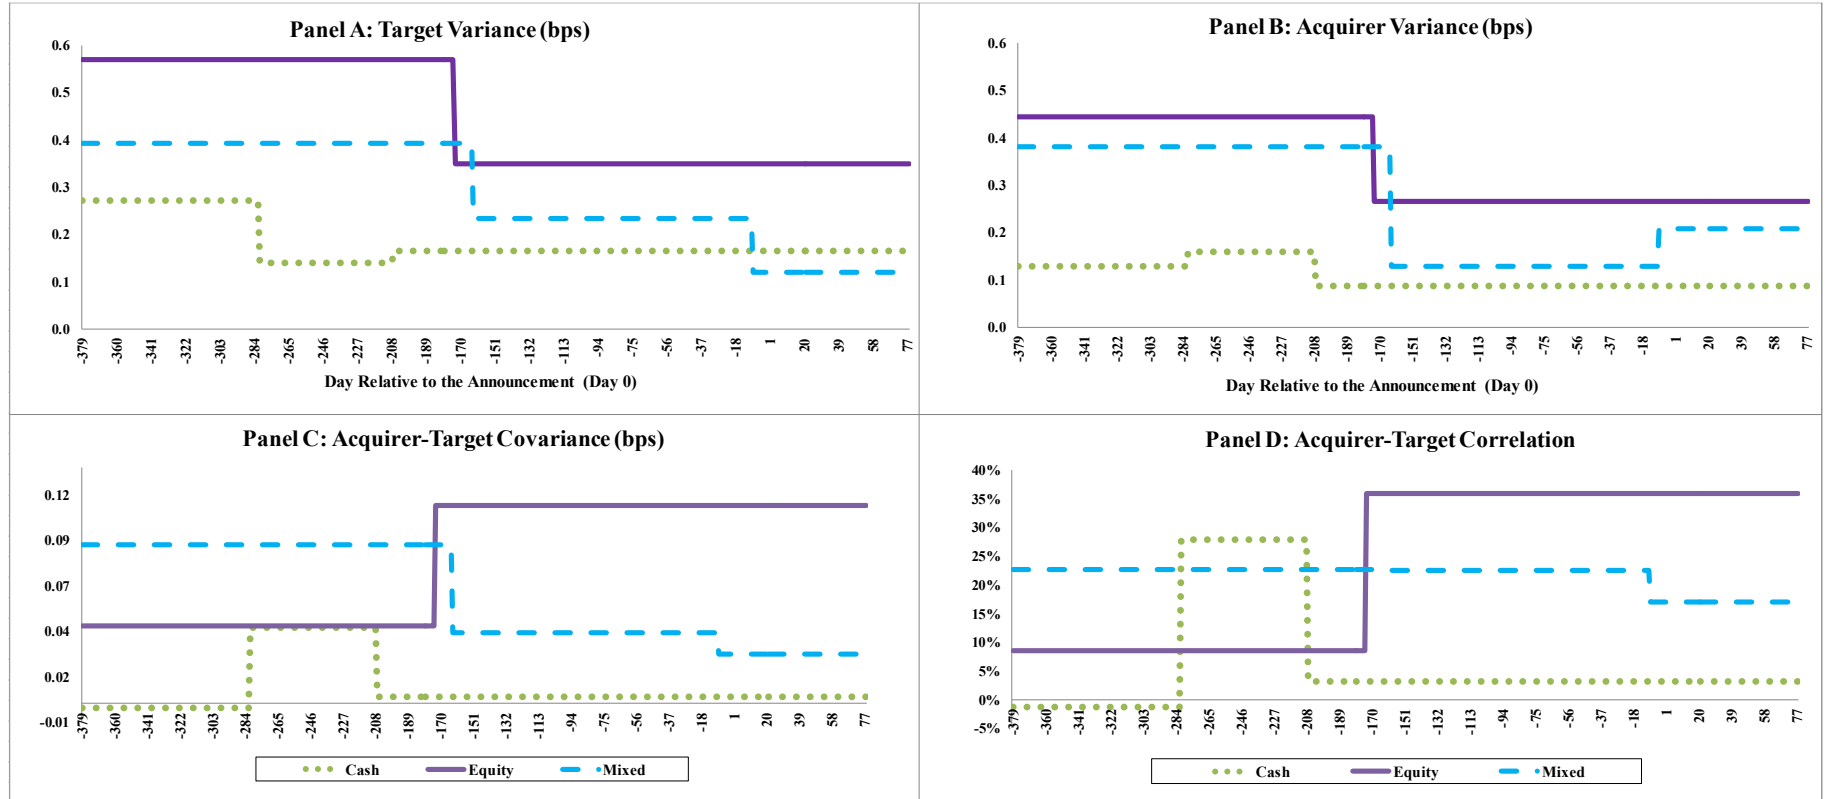 Panel A: Target Variance (bps)
0.6
0.5
0.4
0.3
0.2
0.1
0.0
-379 -360 -341 -322 -303 -284 -265 -246 -227 -208 -189 -170 -151 -132 -113 -94 -75 -56 -37 -18 1 20 39 58 77
Day Relative to the Announcement (Day 0)
Panel B: Acquirer Variance (bps)
0.6
0.5
0.4
0.3
0.2
0.1
0.0
-379 -360 -341 -322 -303 -284 -265 -246 -227 -208 -189 -170 -151 -132 -113 -94 -75 -56 -37 -18 1 20 39 58 77
Day Relative to the Announcement (Day 0)
Panel C: Acquirer-Target Covariance (bps)
0.12
0.09
0.07
0.04
0.02
-0.01
-379 -360 -341 -322 -303 -284 -265 -246 -227 -208 -189 -170 -151 -132 -113 -94 -75 -56 -37 -18 1 20 39 58 77
Cash Equity Mixed
Panel D: Acquirer-Target Correlation
40%
35%
30%
25%
20%
15%
10%
5%
0%
-5%
-379 -360 -341 -322 -303 -284 -265 -246 -227 -208 -189 -170 -151 -132 -113 -94 -75 -56 -37 -18 1 20 39 58 77
Cash Equity Mixed